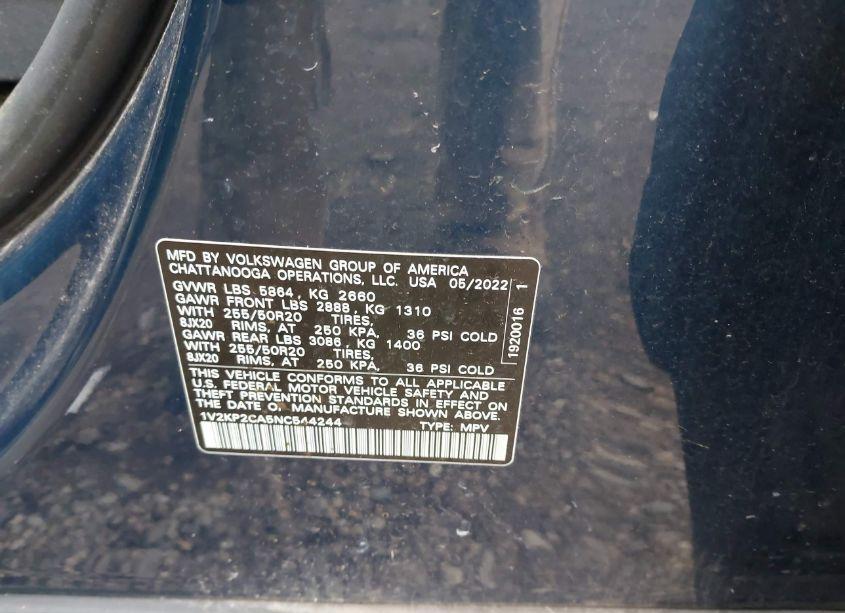 MFD BY VOLKSWAGEN GROUP OF AMERICA
CHATTANOOGA OPERATIONS, LLC. USA 05/2022
GVWR LBS 5864, KG 2660
GAWR FRONT LBS 2888, KG 1310
WITH 255/50R20 TIRES,
8JX20 RIMS, AT 250 KPA, 36 PSI COLD
GAWR REAR LBS 3086, KG 1400
WITH 255/50R20 TIRES,
8JX20 RIMS, AT 250 KPA, 36 PSI COLD
1920016 1
THIS VEHICLE CONFORMS TO ALL APPLICABLE
U.S. FEDERAL MOTOR VEHICLE SAFETY AND
THEFT PREVENTION STANDARDS IN EFFECT ON
THE DATE O. MANUFACTURE SHOWN ABOVE.
1V2KP2CA5NC544244 TYPE: MPV